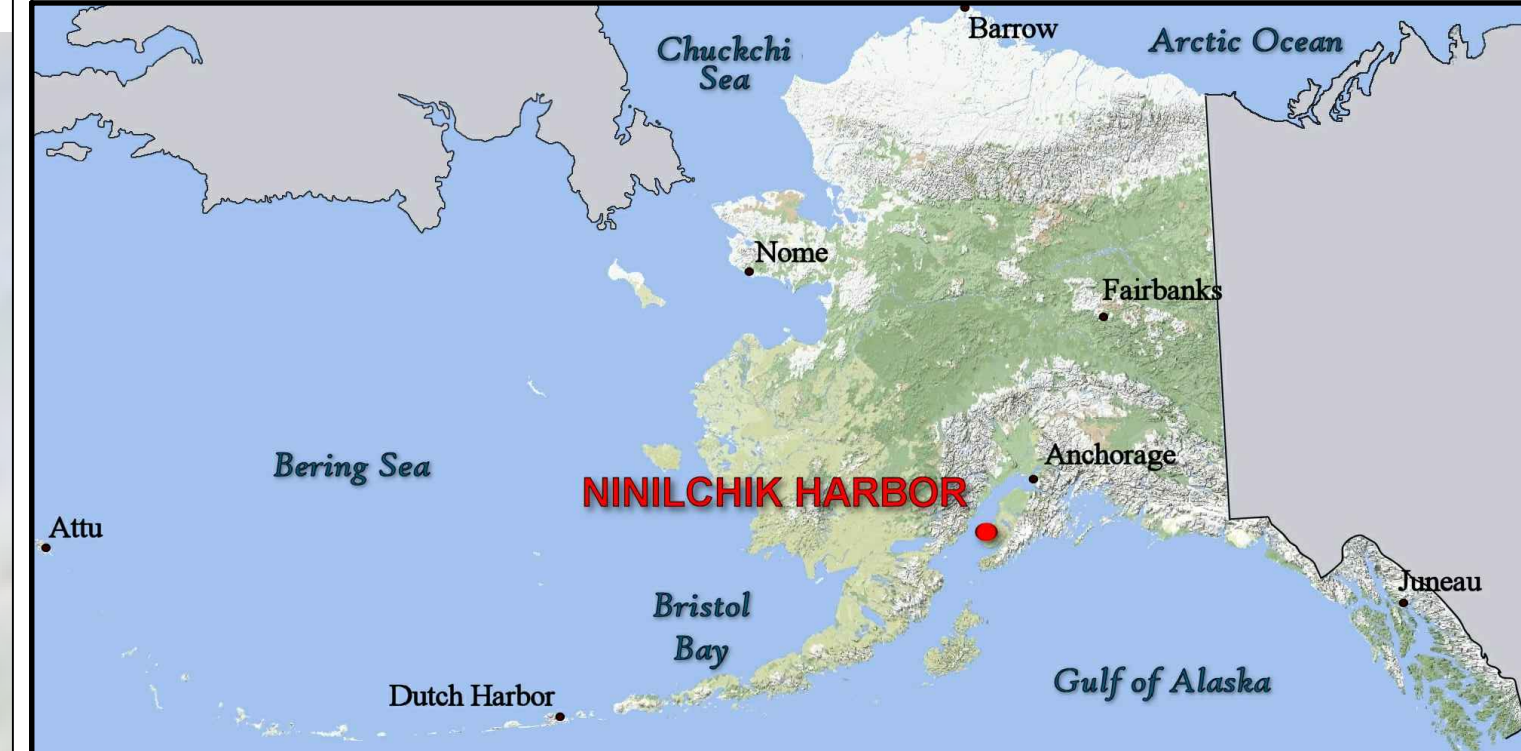 Barrow
Chuckchi
Sea
Arctic Ocean
Nome
Fairbanks
Anchorage
Bering Sea
NINILCHIK HARBOR
Attu
Juneau
Bristol
Bay
Gulf of Alaska
Dutch Harbor